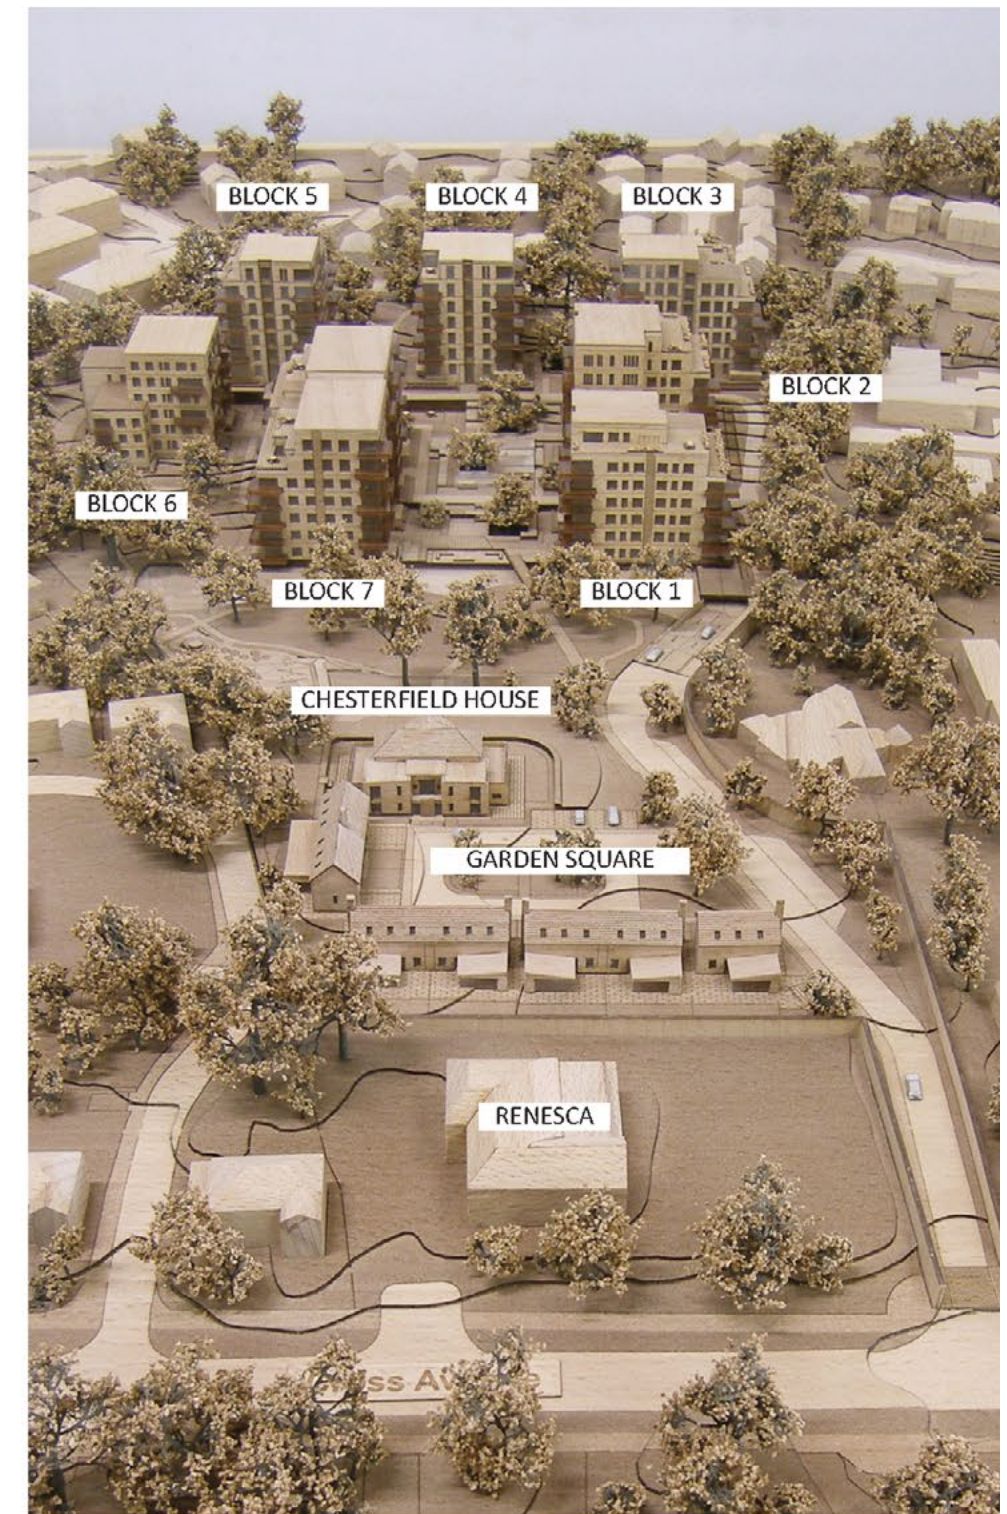 BLOCK 5
BLOCK 4
BLOCK 3
BLOCK 2
BLOCK 6
BLOCK 7
BLOCK 1
CHESTERFIELD HOUSE
GARDEN SQUARE
RENESCA